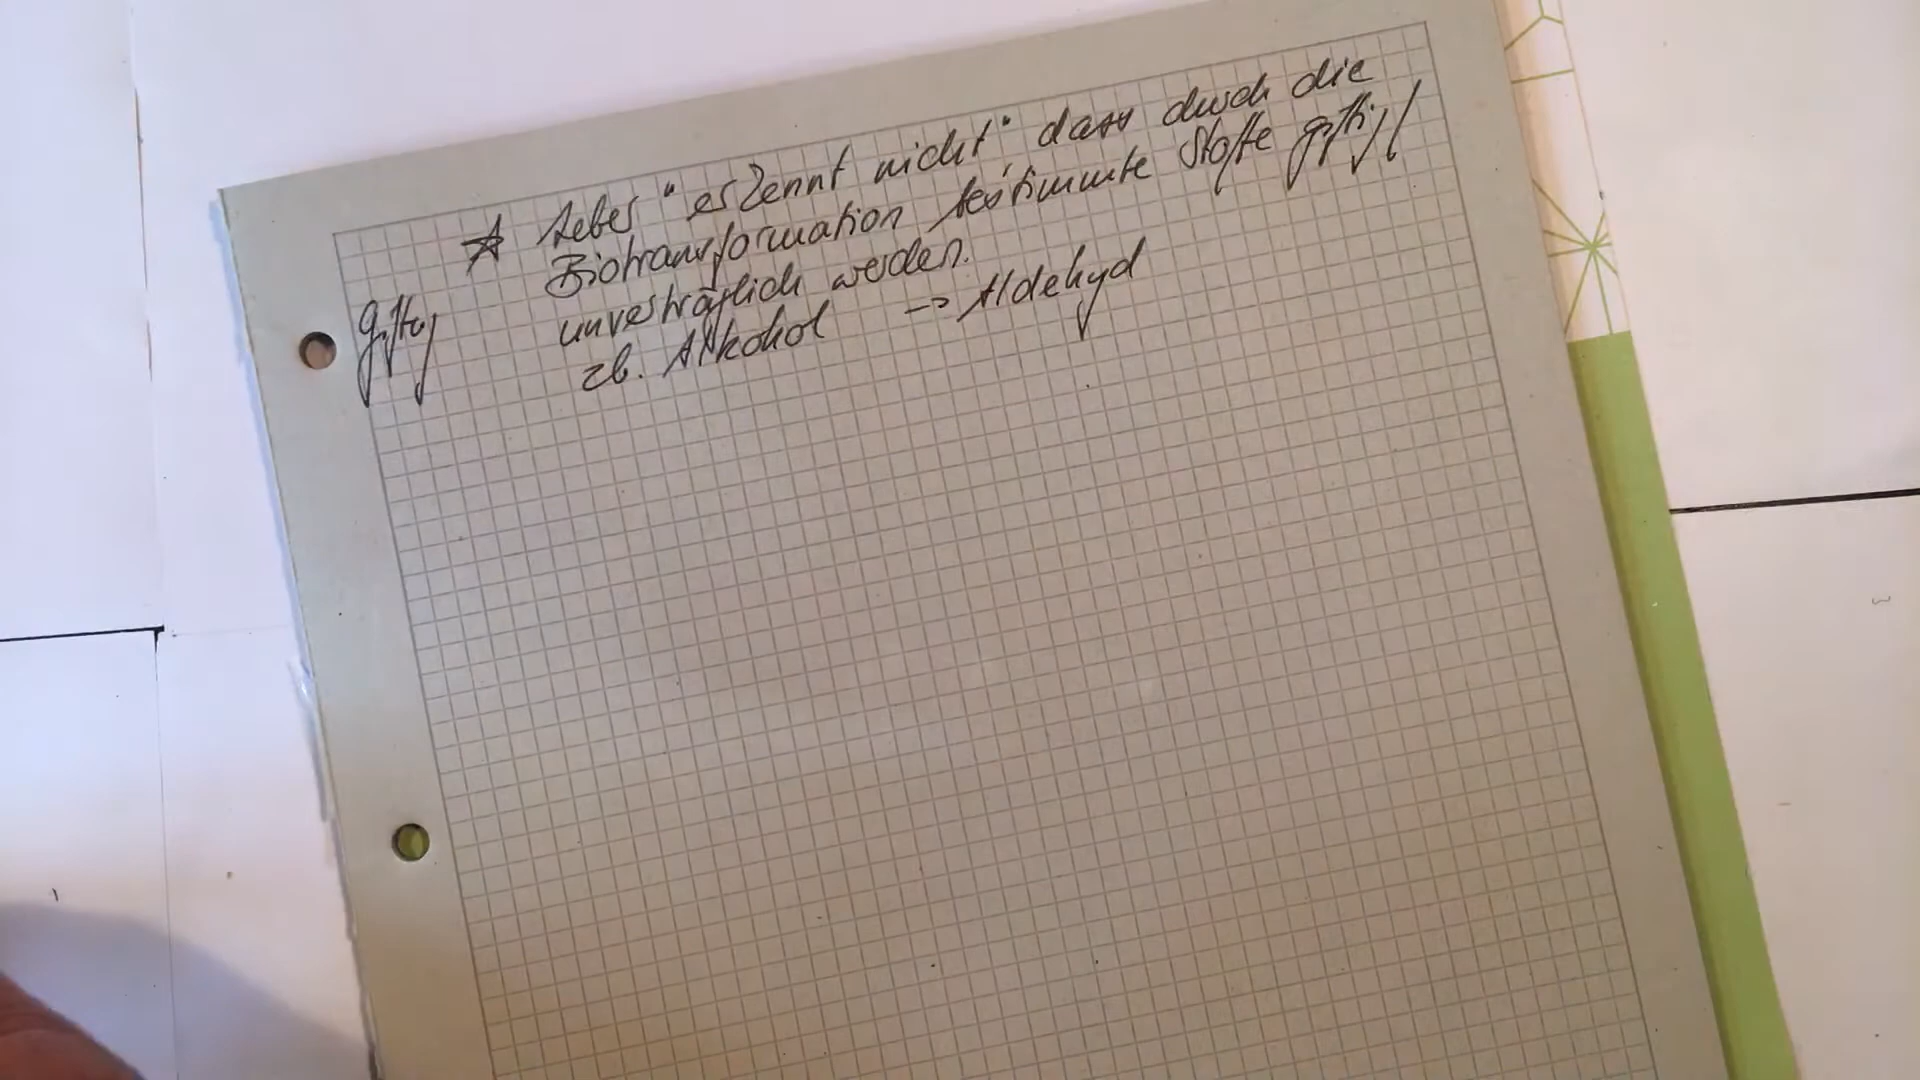 * Leber "erkennt nicht" dass durch die
Biotransformation bestimmte Stoffe giftig/
unverträglich werden.
giftig
zb. Alkohol -> Aldehyd